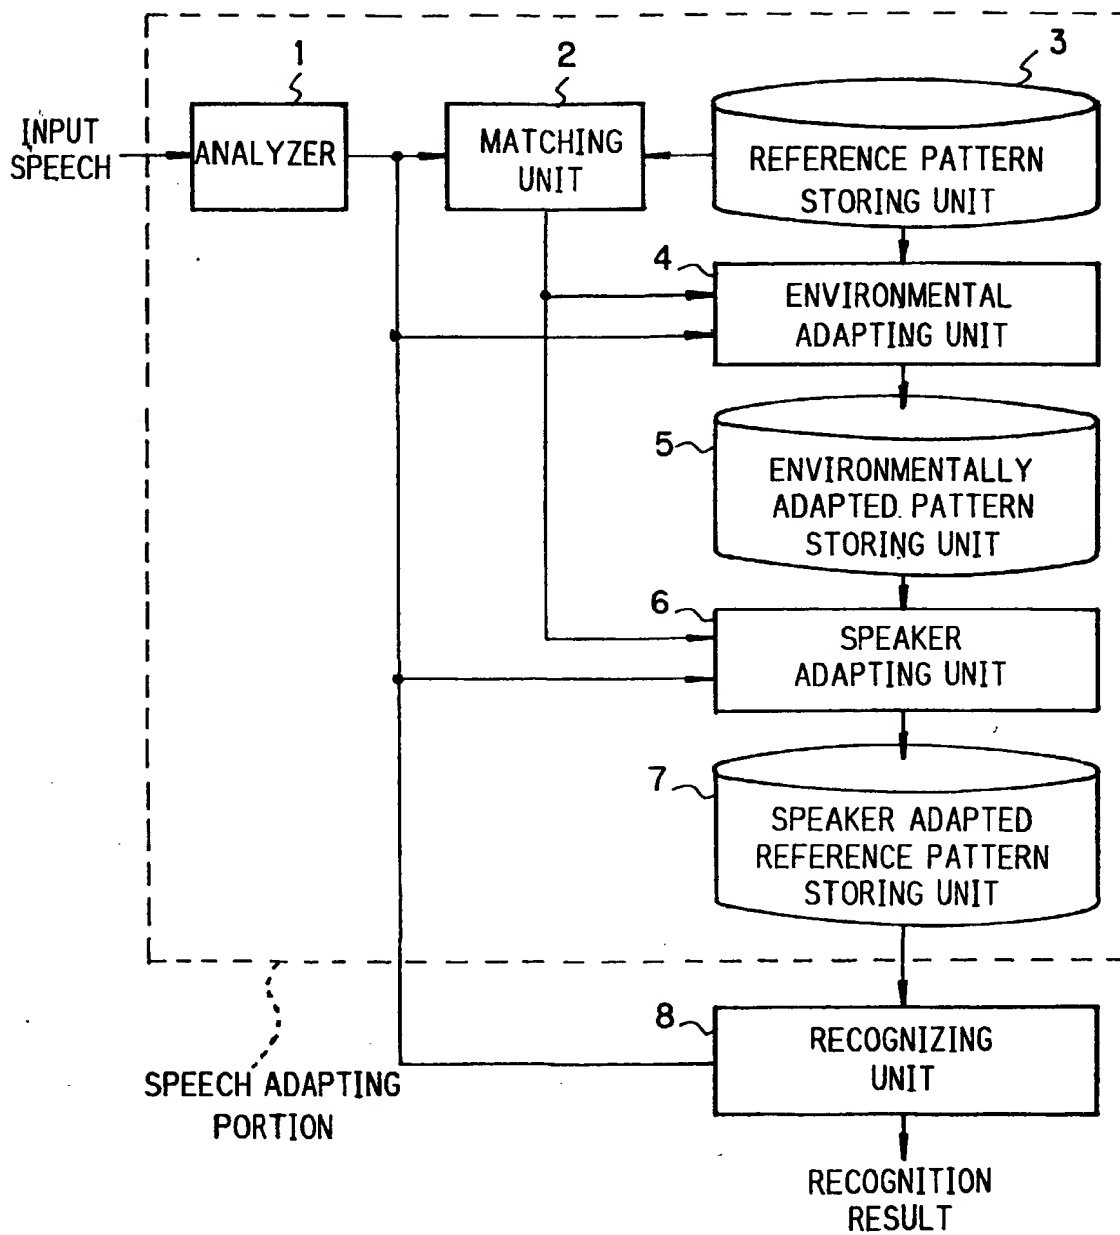 1
2
3
INPUT
SPEECH
ANALYZER
MATCHING
UNIT
REFERENCE PATTERN
STORING UNIT
4
ENVIRONMENTAL
ADAPTING UNIT
5
ENVIRONMENTALLY
ADAPTED PATTERN
STORING UNIT
6
SPEAKER
ADAPTING UNIT
7
SPEAKER ADAPTED
REFERENCE PATTERN
STORING UNIT
8
RECOGNIZING
UNIT
SPEECH ADAPTING
PORTION
RECOGNITION
RESULT